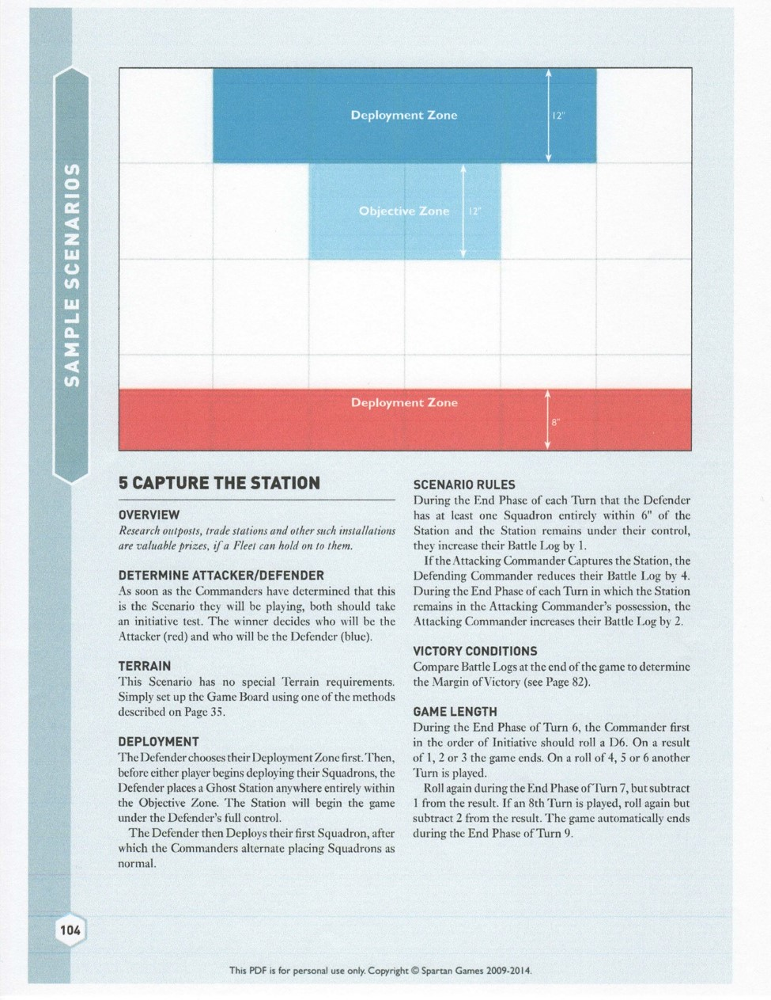 SAMPLE SCENARIOS
Deployment Zone
12"
Objective Zone
12"
Deployment Zone
8"
5 CAPTURE THE STATION
OVERVIEW
Research outposts, trade stations and other such installations
are valuable prizes, if a Fleet can hold on to them.
DETERMINE ATTACKER/DEFENDER
As soon as the Commanders have determined that this
is the Scenario they will be playing, both should take
an initiative test. The winner decides who will be the
Attacker (red) and who will be the Defender (blue).
TERRAIN
This Scenario has no special Terrain requirements.
Simply set up the Game Board using one of the methods
described on Page 35.
DEPLOYMENT
The Defender chooses their Deployment Zone first. Then,
before either player begins deploying their Squadrons, the
Defender places a Ghost Station anywhere entirely within
the Objective Zone. The Station will begin the game
under the Defender's full control.
The Defender then Deploys their first Squadron, after
which the Commanders alternate placing Squadrons as
normal.
SCENARIO RULES
During the End Phase of each Turn that the Defender
has at least one Squadron entirely within 6" of the
Station and the Station remains under their control,
they increase their Battle Log by 1.
If the Attacking Commander Captures the Station, the
Defending Commander reduces their Battle Log by 4.
During the End Phase of each Turn in which the Station
remains in the Attacking Commander's possession, the
Attacking Commander increases their Battle Log by 2.
VICTORY CONDITIONS
Compare Battle Logs at the end of the game to determine
the Margin of Victory (see Page 82).
GAME LENGTH
During the End Phase of Turn 6, the Commander first
in the order of Initiative should roll a D6. On a result
of 1, 2 or 3 the game ends. On a roll of 4, 5 or 6 another
Turn is played.
Roll again during the End Phase of Turn 7, but subtract
1 from the result. If an 8th Turn is played, roll again but
subtract 2 from the result. The game automatically ends
during the End Phase of Turn 9.
104
This PDF is for personal use only. Copyright © Spartan Games 2009-2014.